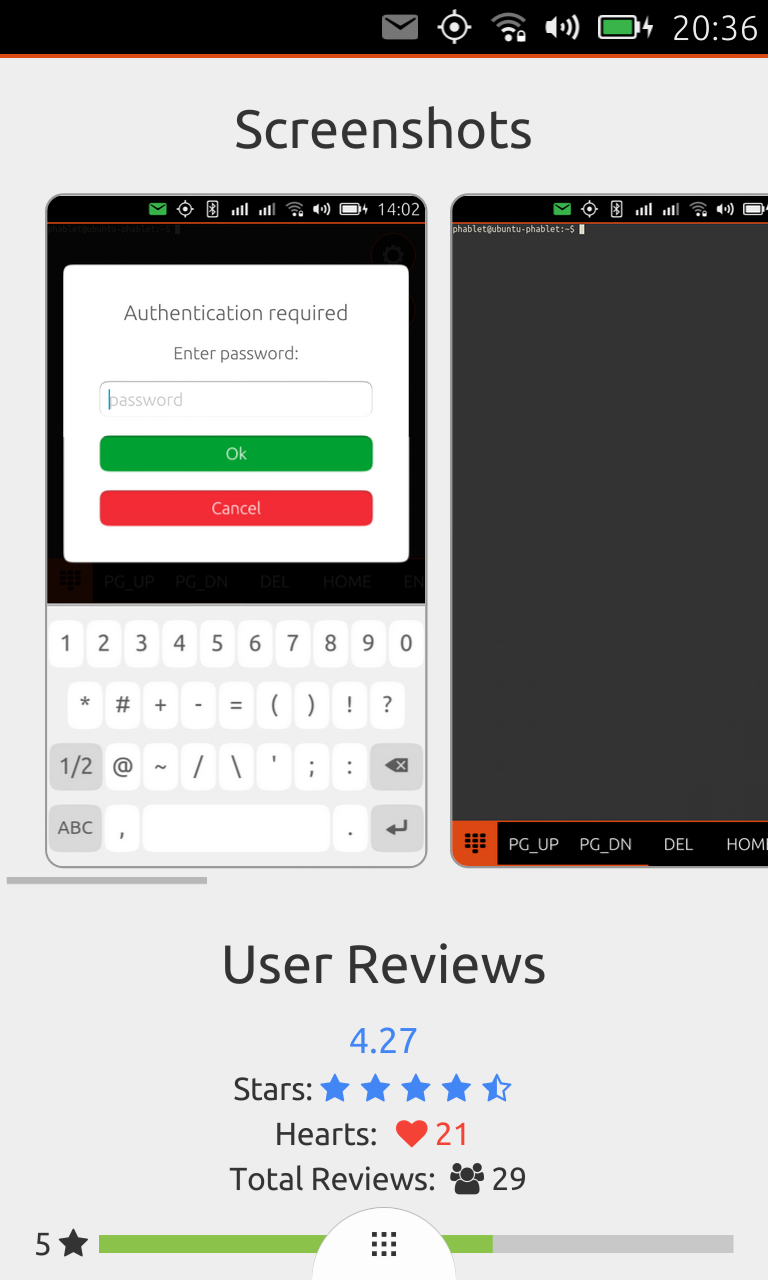 20:36
Screenshots
14:02
phablet@ubuntu-phablet:~$
Authentication required
Enter password:
password
Ok
Cancel
PG_UP PG_DN DEL HOME EN
1 2 3 4 5 6 7 8 9 0
* # + - = ( ) ! ?
1/2 @ ~ / \ ' ; :
ABC , .
phablet@ubuntu-phablet:~$
PG_UP PG_DN DEL HOM
User Reviews
4.27
Stars:
Hearts: 21
Total Reviews: 29
5